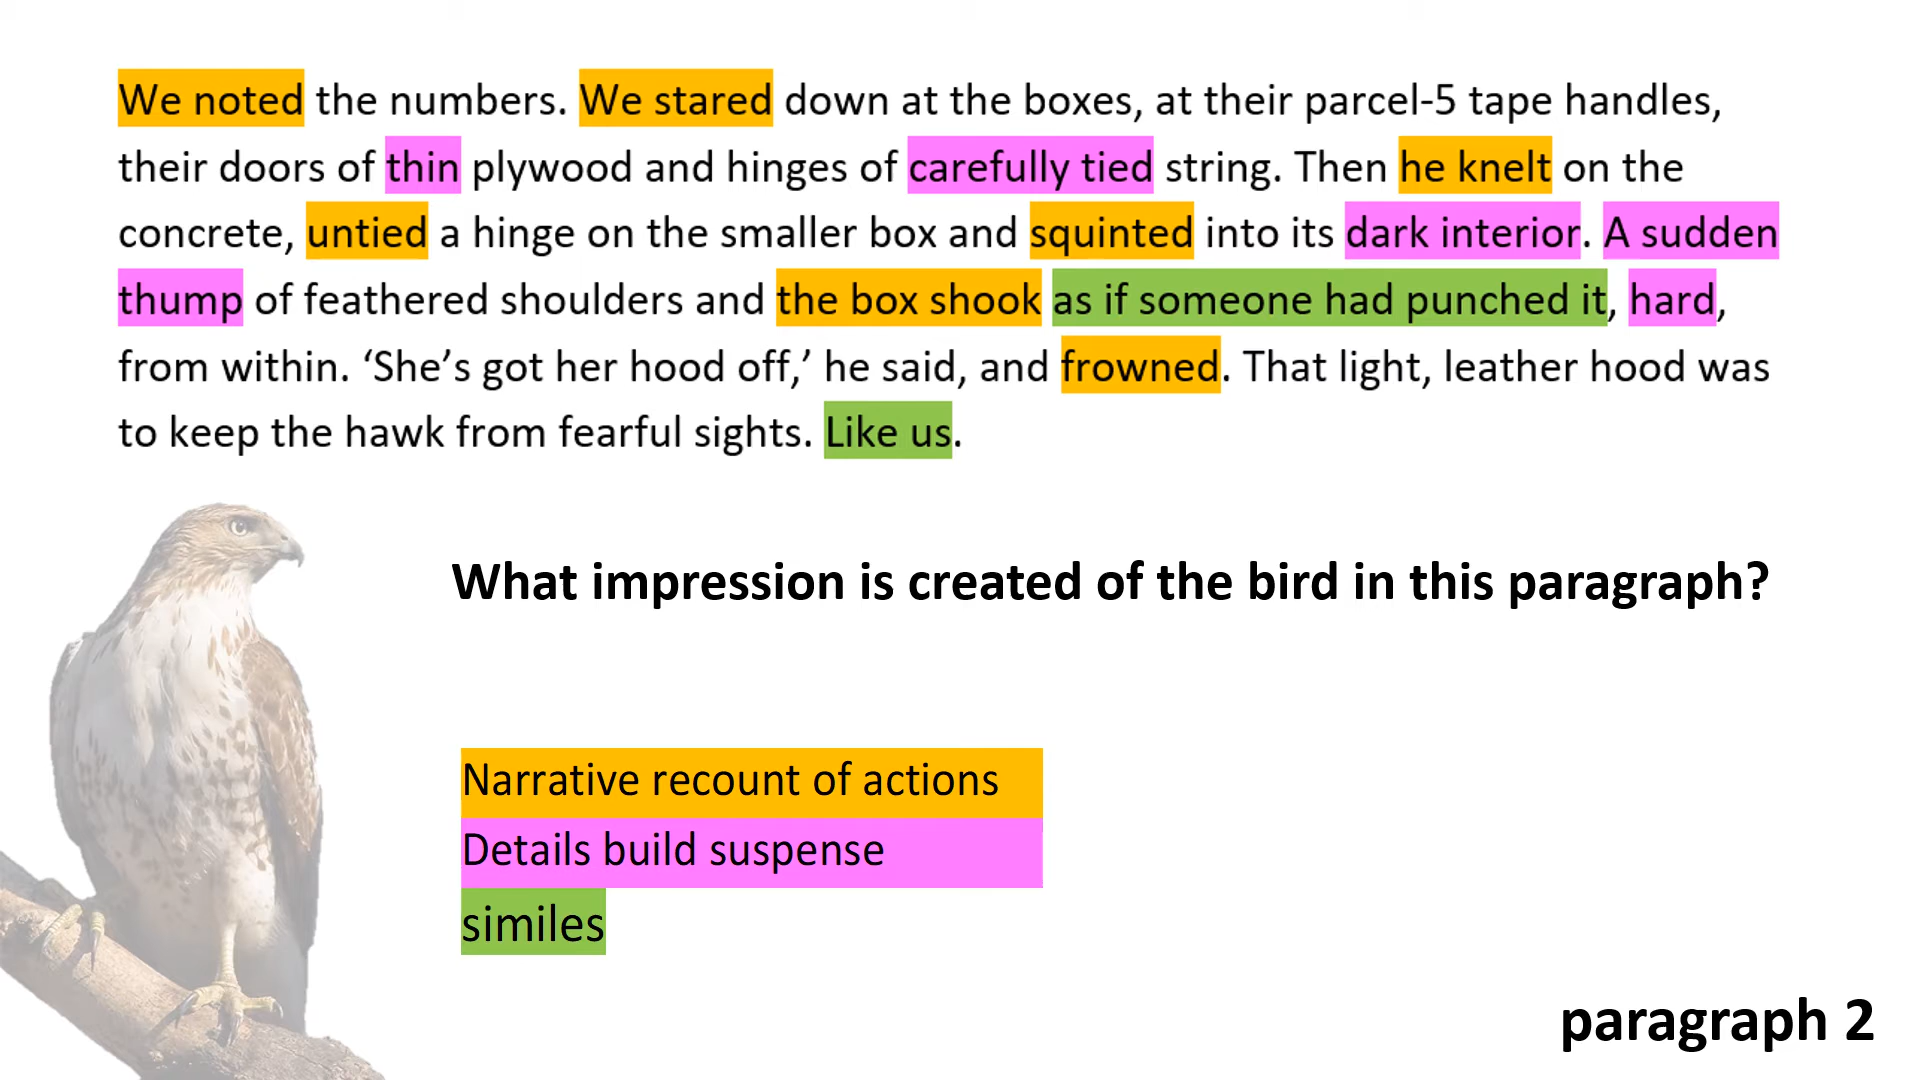 We noted the numbers. We stared down at the boxes, at their parcel-5 tape handles,
their doors of thin plywood and hinges of carefully tied string. Then he knelt on the
concrete, untied a hinge on the smaller box and squinted into its dark interior. A sudden
thump of feathered shoulders and the box shook as if someone had punched it, hard,
from within. ‘She’s got her hood off,’ he said, and frowned. That light, leather hood was
to keep the hawk from fearful sights. Like us.
What impression is created of the bird in this paragraph?
Narrative recount of actions
Details build suspense
similes
paragraph 2